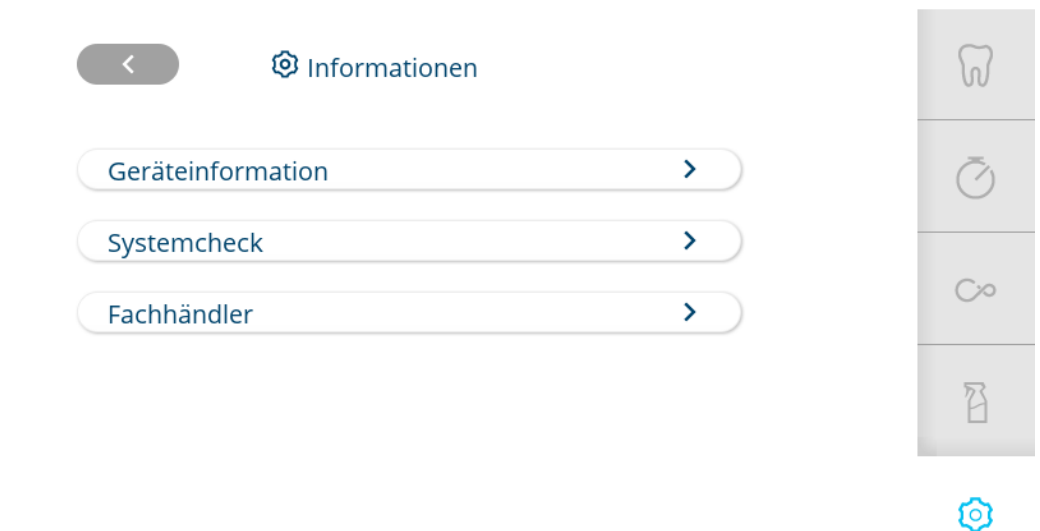 Informationen
Geräteinformation
Systemcheck
Fachhändler